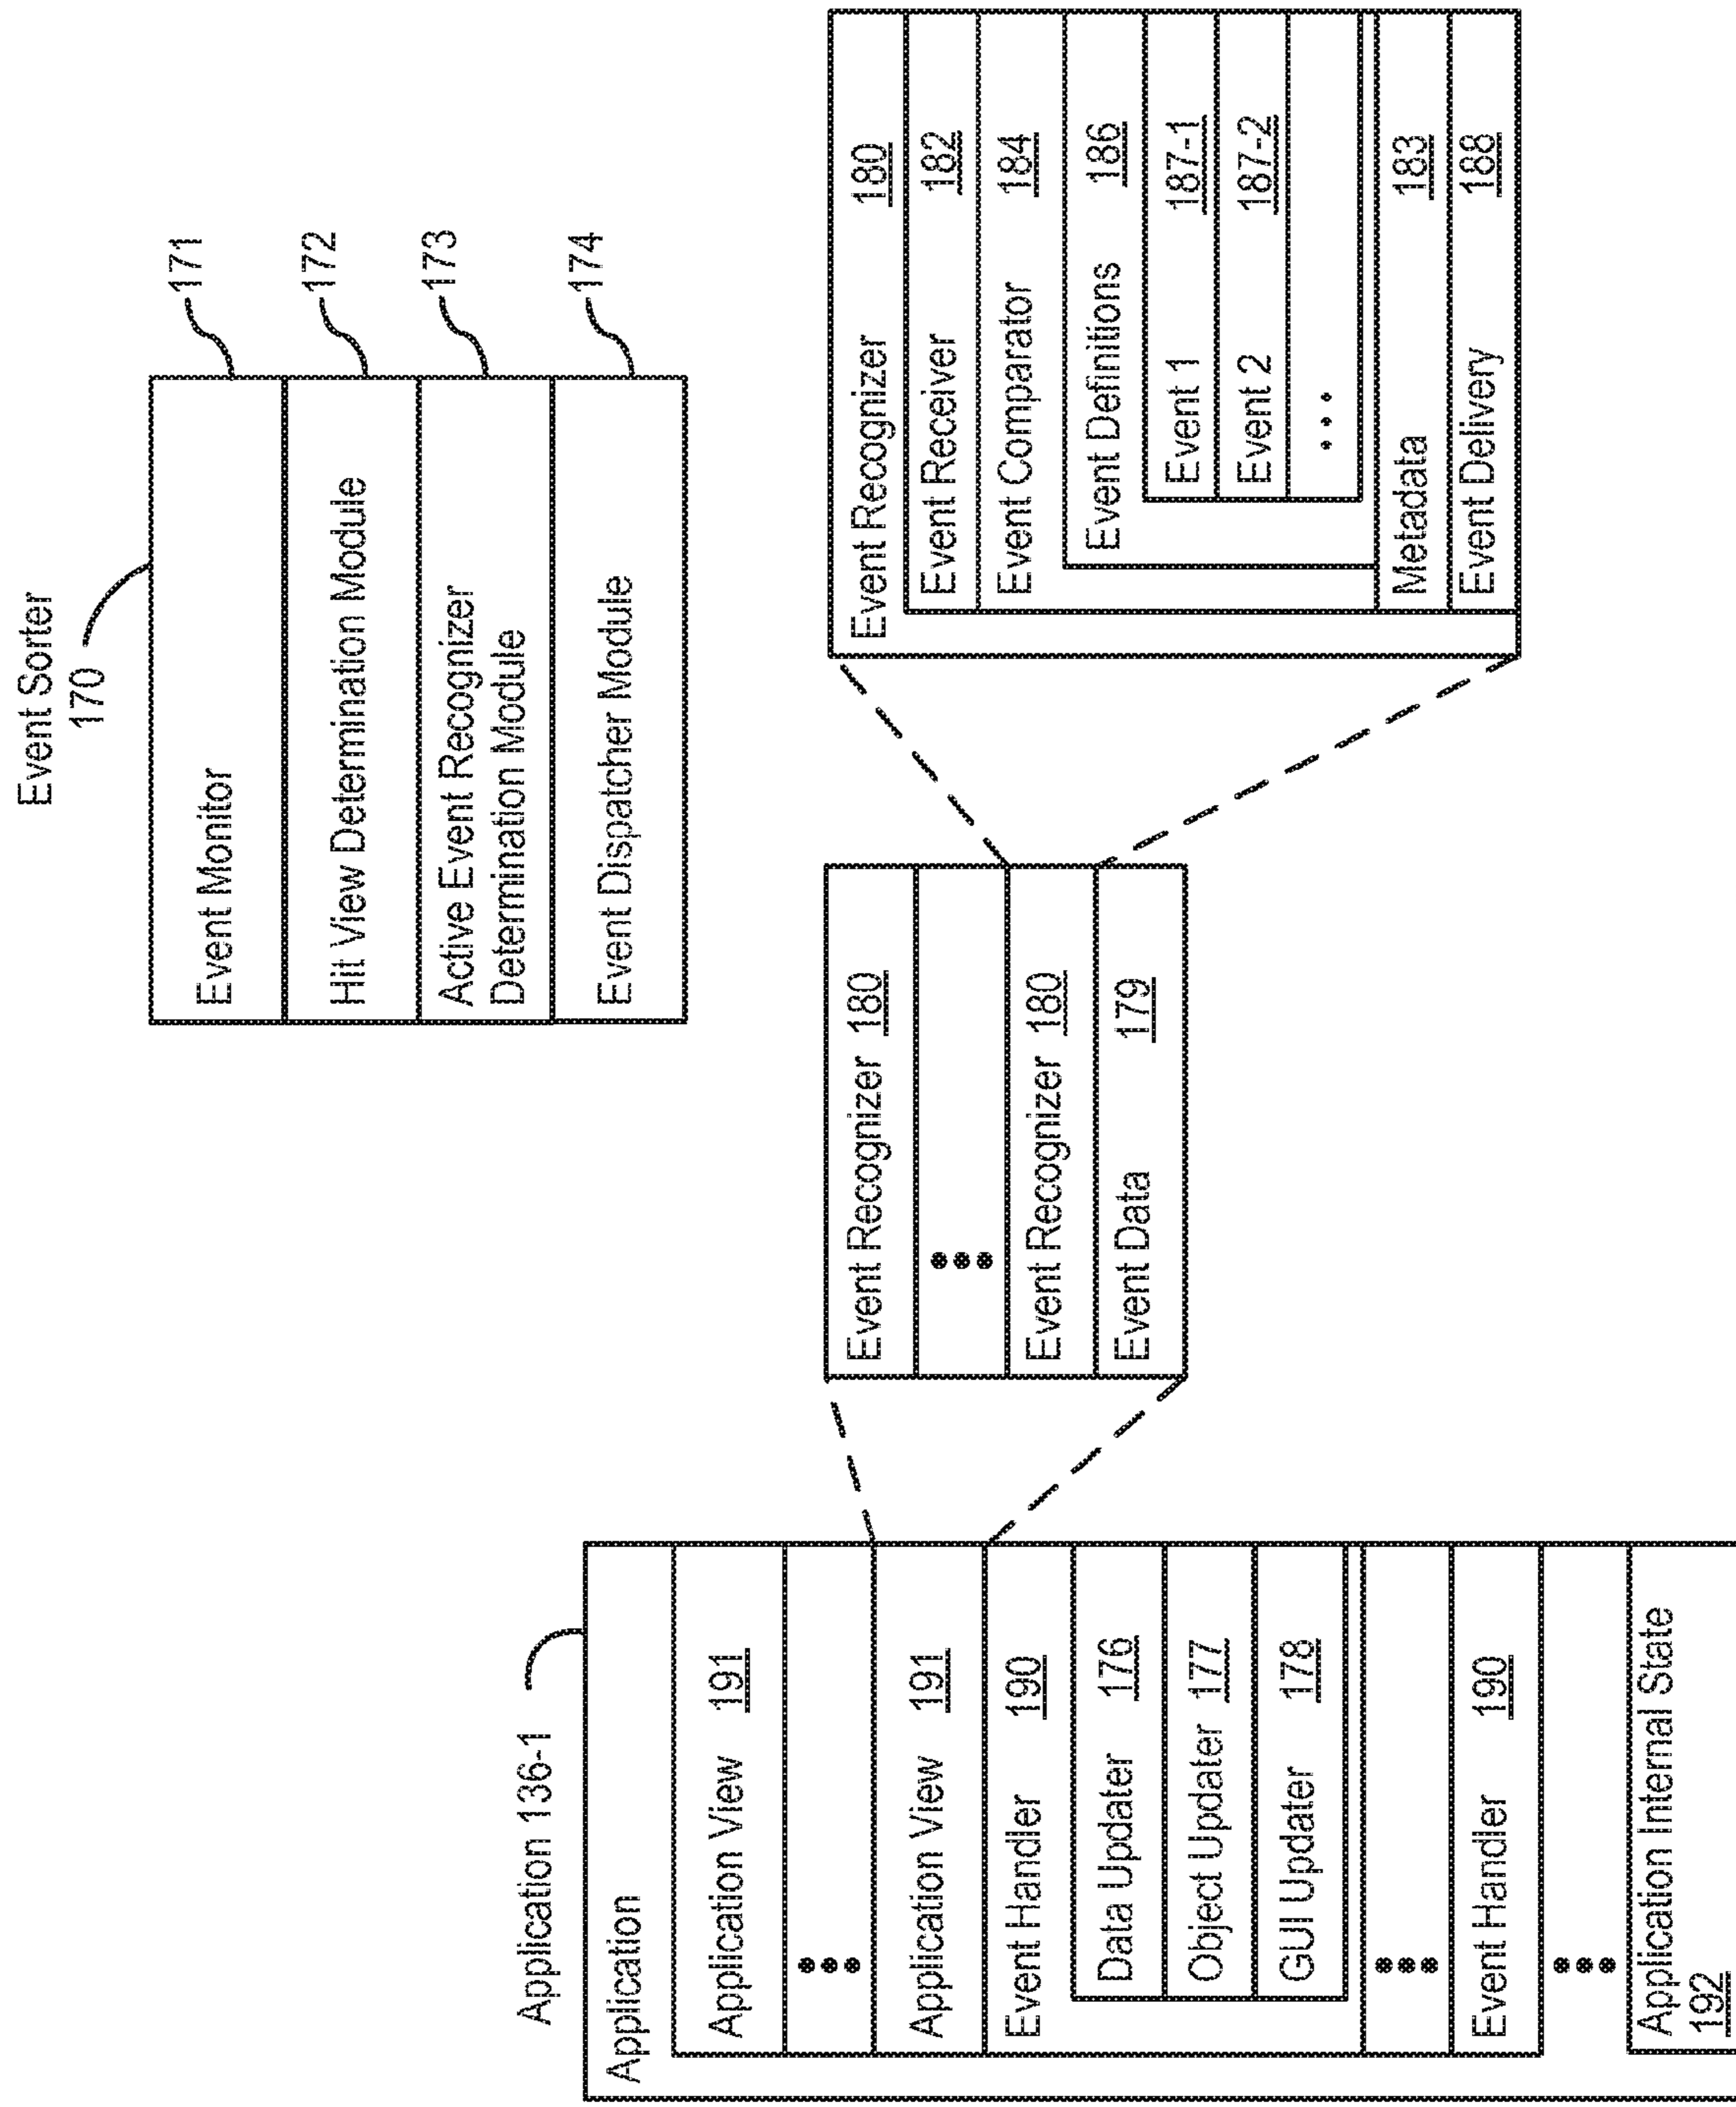 Event Sorter
170
Event Monitor
171
Hit View Determination Module
172
Active Event Recognizer
Determination Module
173
Event Dispatcher Module
174
Application 136-1
Application
Application View 191
Application View 191
Event Handler 190
Data Updater 176
Object Updater 177
GUI Updater 178
Event Handler 190
Application Internal State
192
Event Recognizer 180
Event Recognizer 180
Event Data 179
Event Recognizer 180
Event Receiver 182
Event Comparator 184
Event Definitions 186
Event 1 187-1
Event 2 187-2
Metadata 183
Event Delivery 188